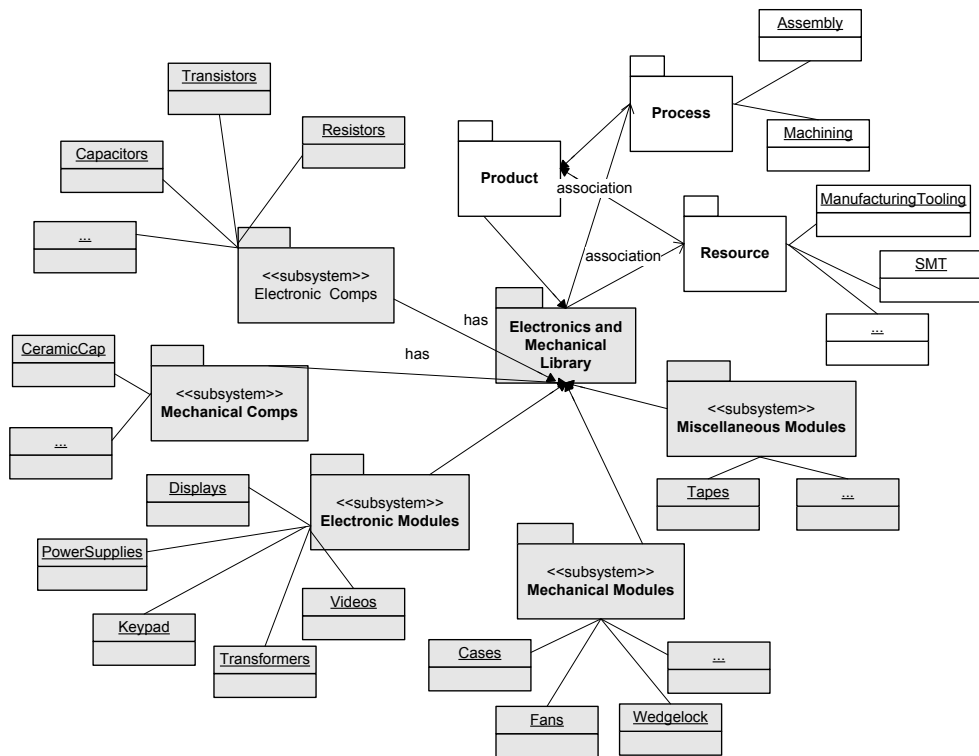 Assembly
Transistors
Process
Resistors
Machining
Capacitors
Product
association
ManufacturingTooling
...
association
Resource
SMT
<<subsystem>>
Electronic Comps
...
has
Electronics and
Mechanical
Library
CeramicCap
has
<<subsystem>>
Mechanical Comps
<<subsystem>>
Miscellaneous Modules
...
Displays
<<subsystem>>
Electronic Modules
Tapes
...
PowerSupplies
<<subsystem>>
Mechanical Modules
Videos
Keypad
Transformers
Cases
...
Fans
Wedgelock